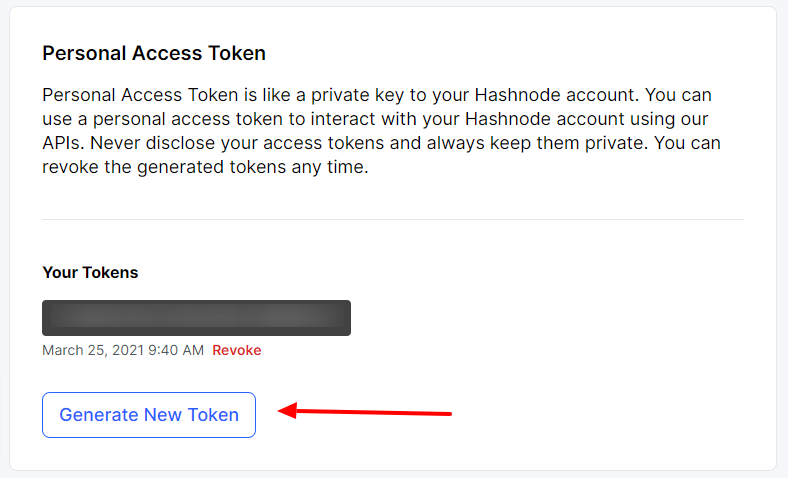 Personal Access Token
Personal Access Token is like a private key to your Hashnode account. You can
use a personal access token to interact with your Hashnode account using our
APIs. Never disclose your access tokens and always keep them private. You can
revoke the generated tokens any time.
Your Tokens
March 25, 2021 9:40 AM Revoke
Generate New Token